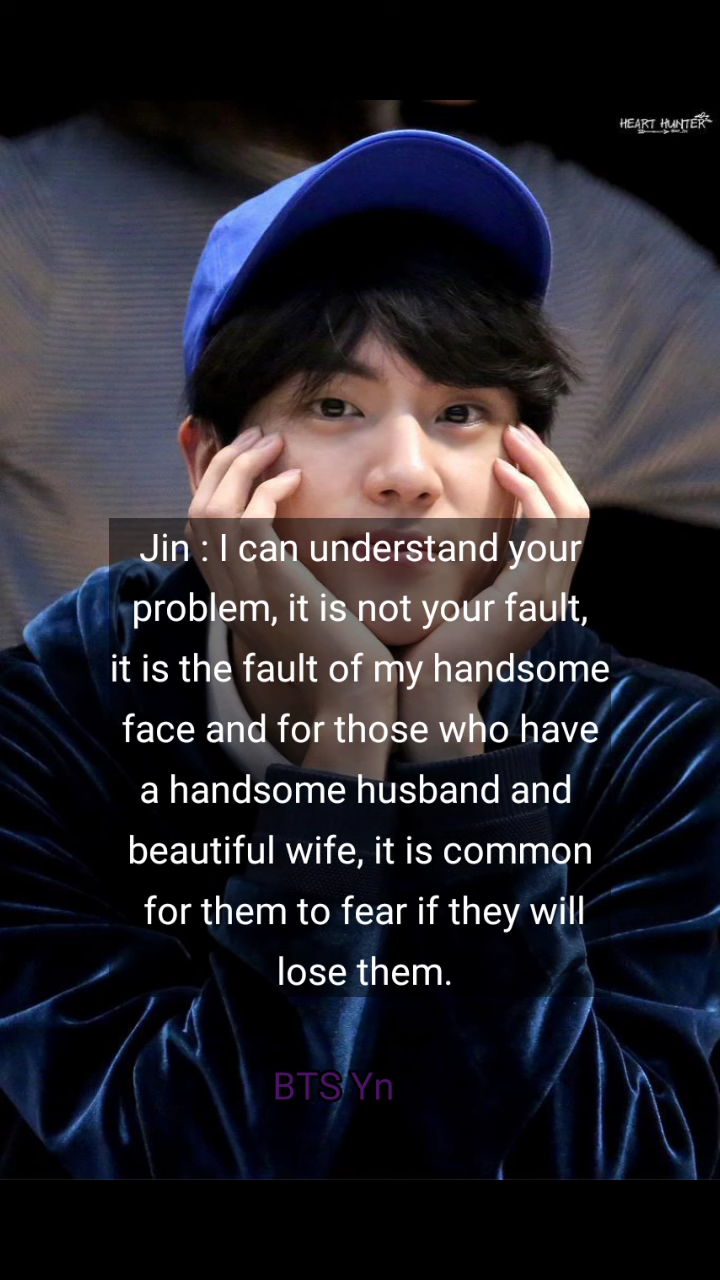 HEART HUNTER
Jin : I can understand your
problem, it is not your fault,
it is the fault of my handsome
face and for those who have
a handsome husband and
beautiful wife, it is common
for them to fear if they will
lose them.
BTS Yn